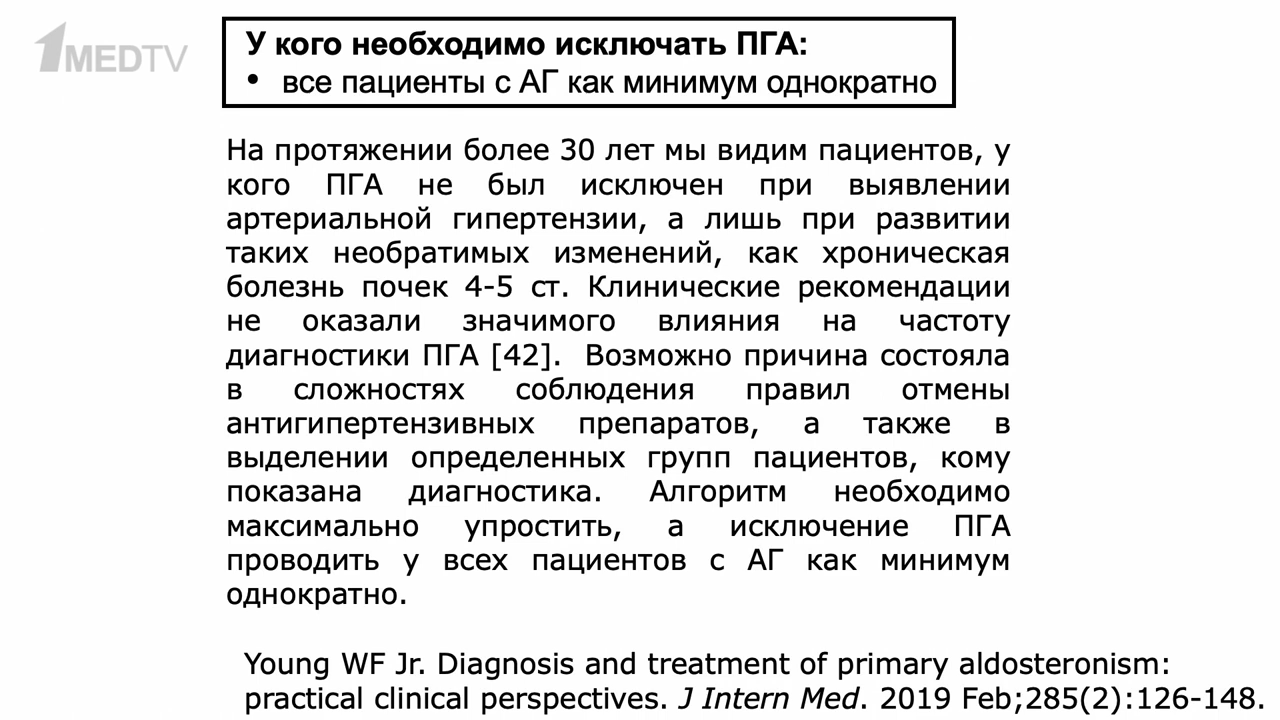 1MEDTV
У кого необходимо исключать ПГА:
• все пациенты с АГ как минимум однократно
На протяжении более 30 лет мы видим пациентов, у
кого ПГА не был исключен при выявлении
артериальной гипертензии, а лишь при развитии
таких необратимых изменений, как хроническая
болезнь почек 4-5 ст. Клинические рекомендации
не оказали значимого влияния на частоту
диагностики ПГА [42]. Возможно причина состояла
в сложностях соблюдения правил отмены
антигипертензивных препаратов, а также в
выделении определенных групп пациентов, кому
показана диагностика. Алгоритм необходимо
максимально упростить, а исключение ПГА
проводить у всех пациентов с АГ как минимум
однократно.
Young WF Jr. Diagnosis and treatment of primary aldosteronism:
practical clinical perspectives. J Intern Med. 2019 Feb;285(2):126-148.